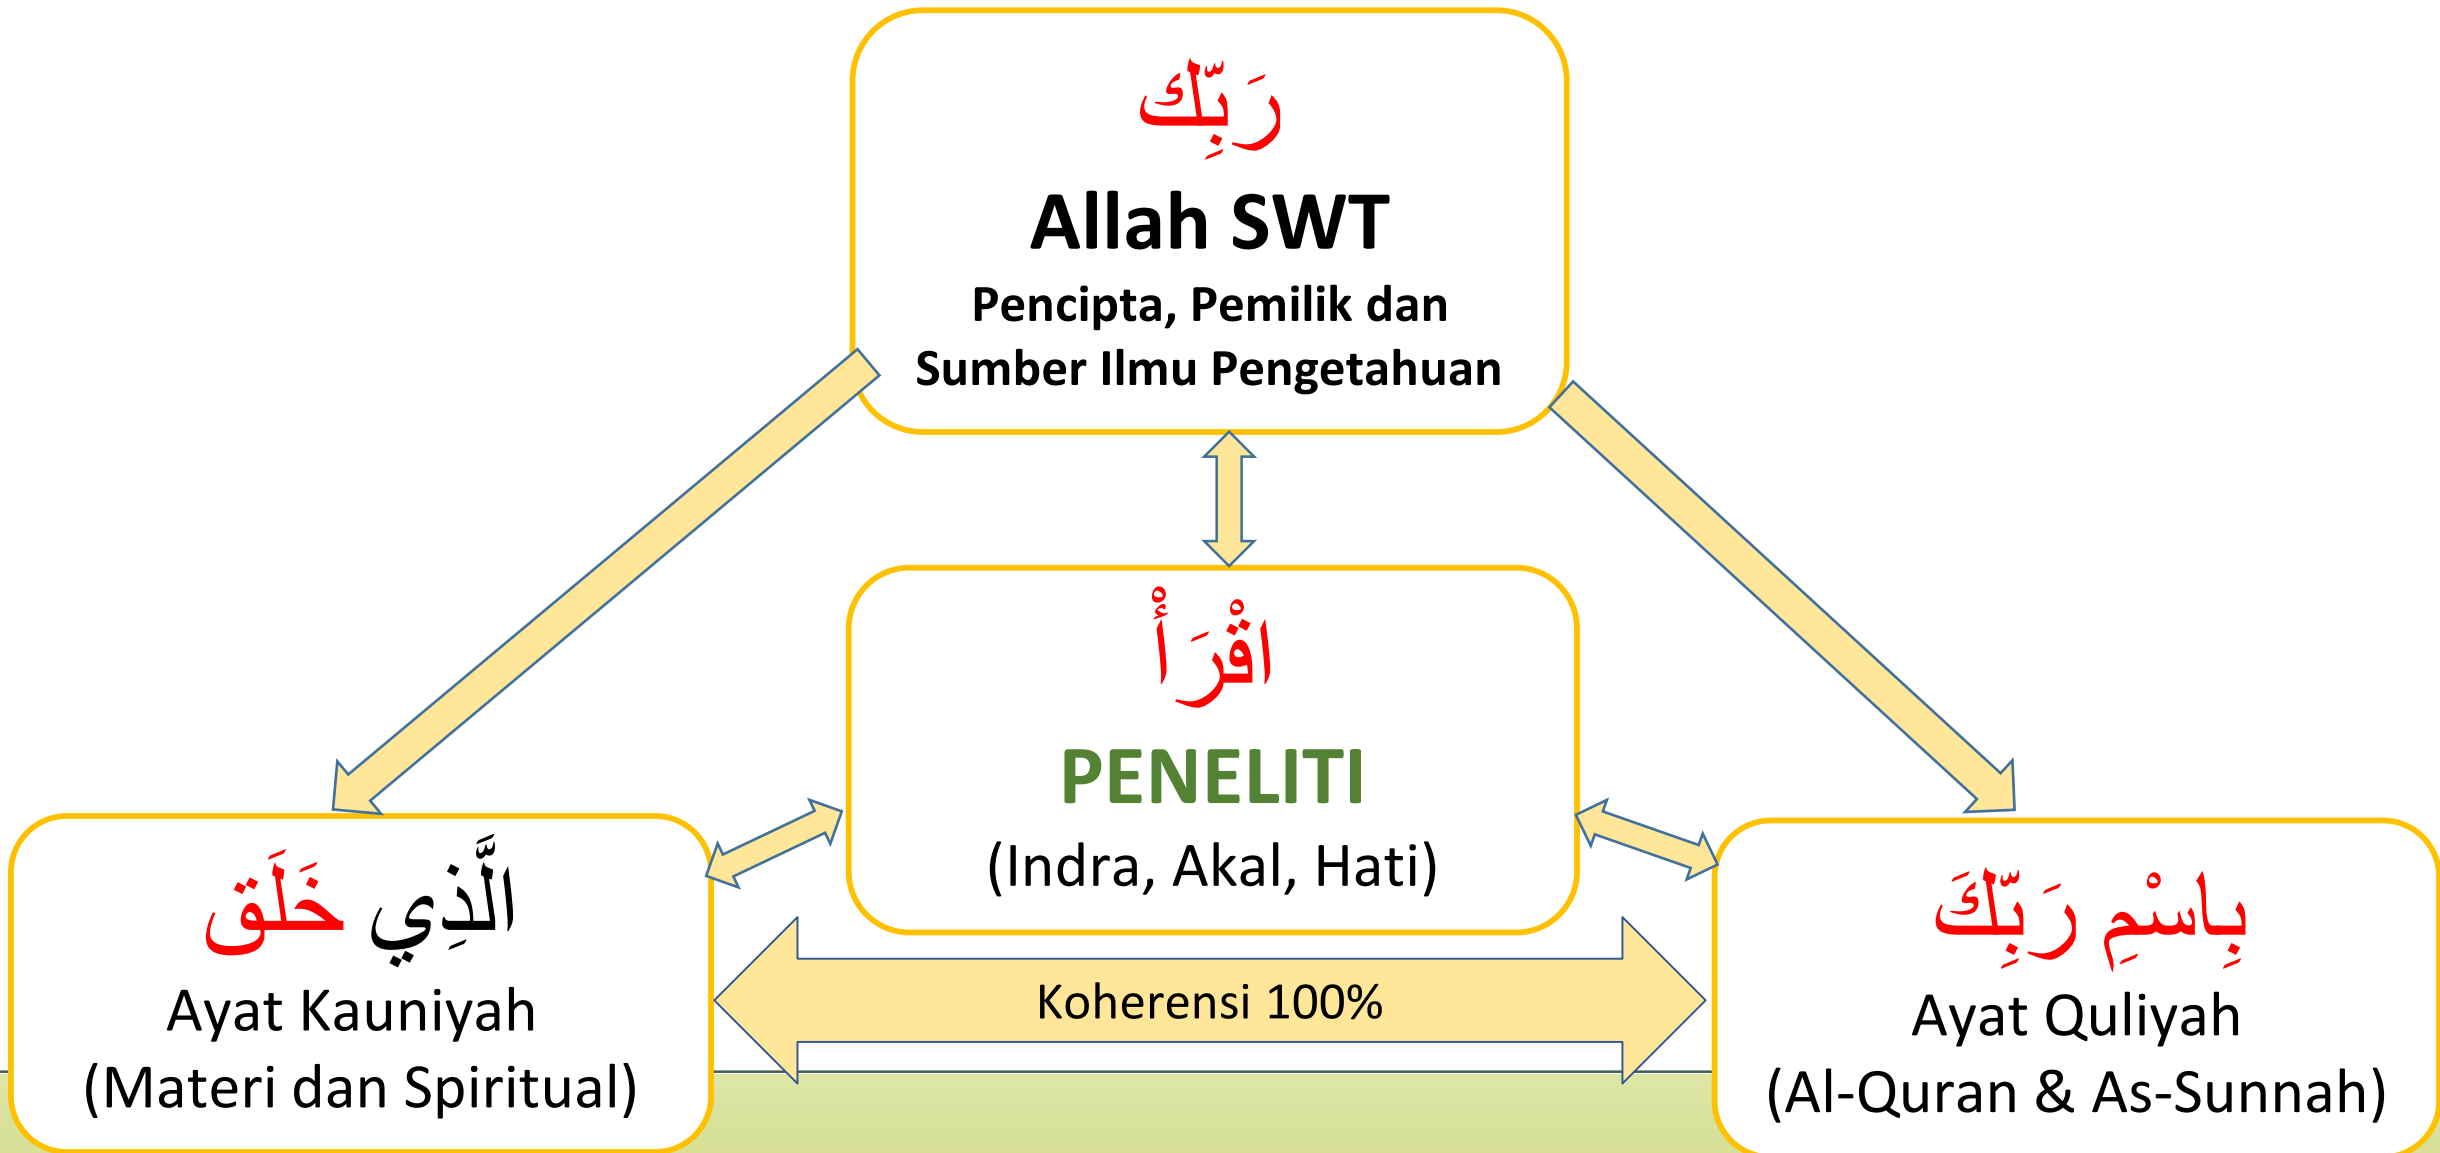 رَبِّك
Allah SWT
Pencipta, Pemilik dan
Sumber Ilmu Pengetahuan
اقْرَأْ
PENELITI
(Indra, Akal, Hati)
الَّذِي خَلَق
Ayat Kauniyah
(Materi dan Spiritual)
Koherensi 100%
بِاسْمِ رَبِّكَ
Ayat Quliyah
(Al-Quran & As-Sunnah)